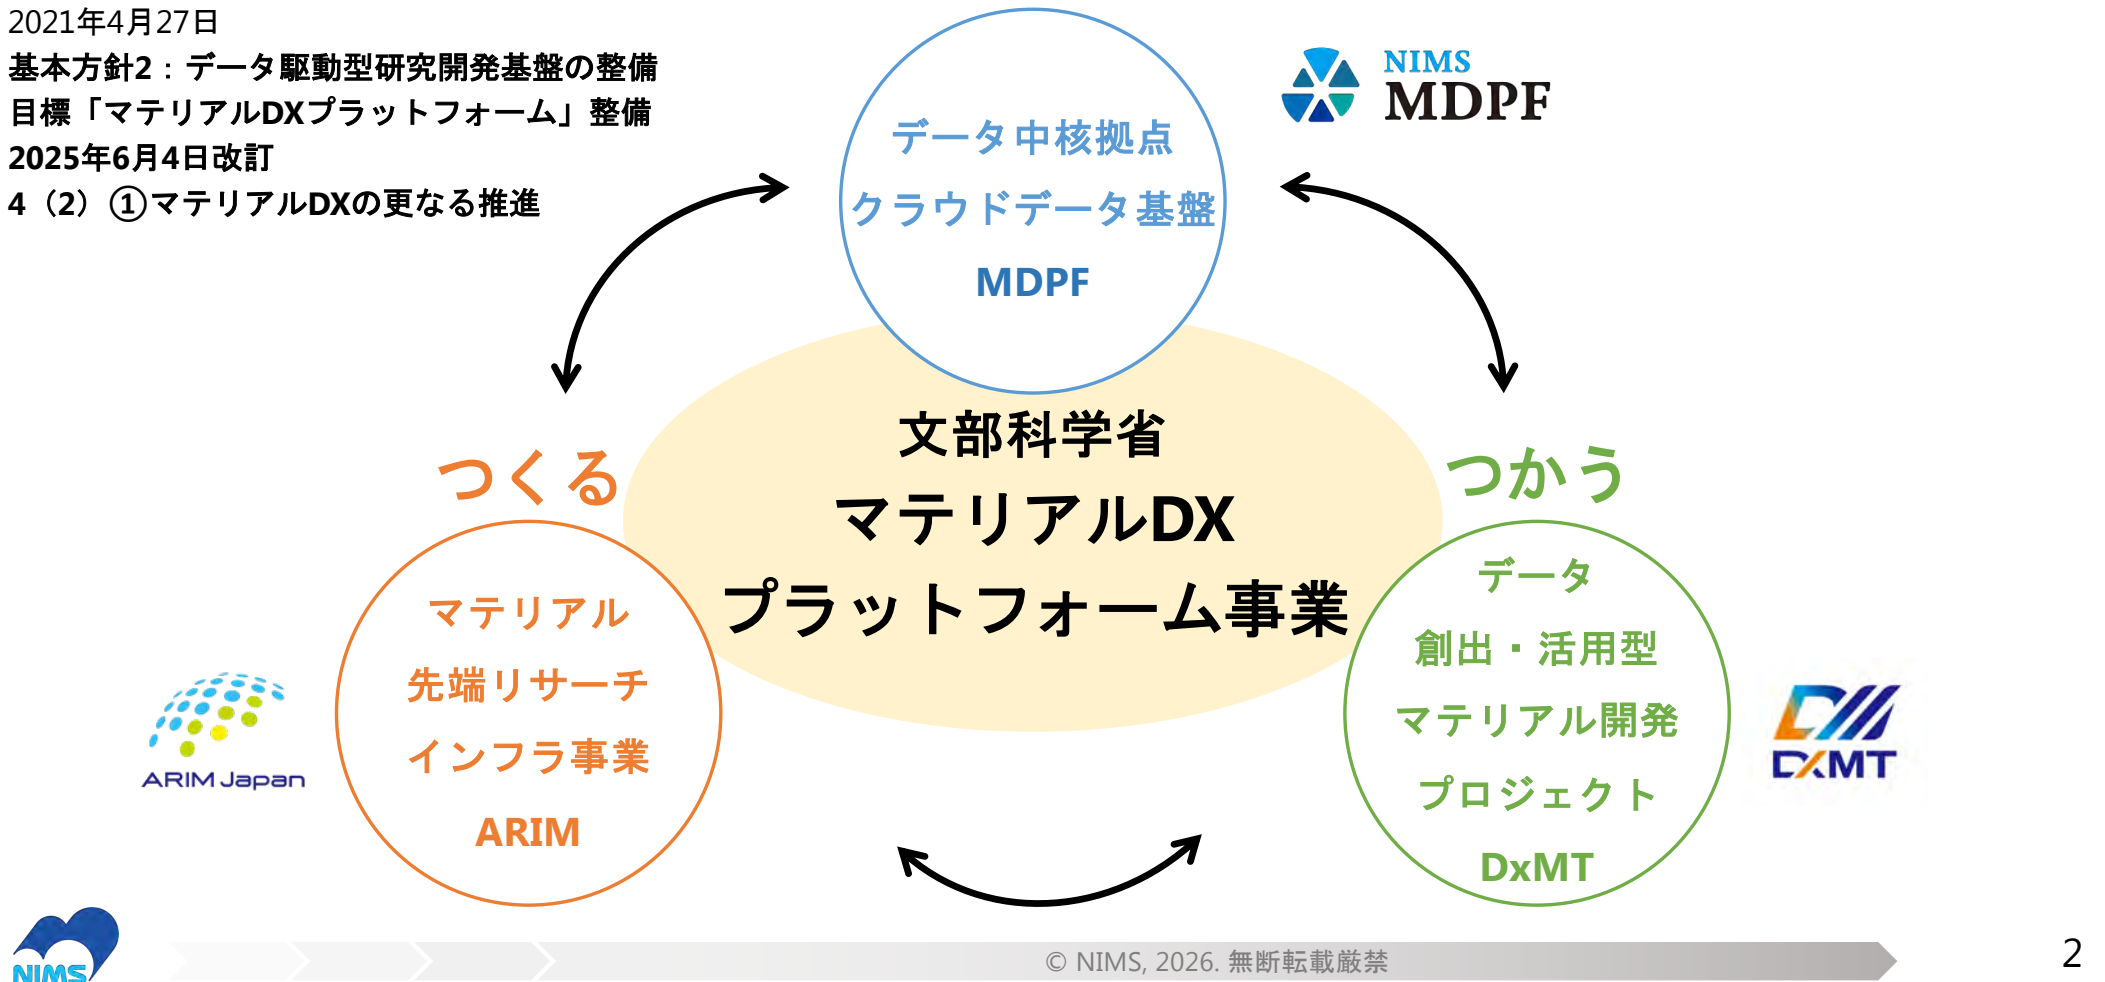 2021年4月27日
基本方針2：データ駆動型研究開発基盤の整備
目標「マテリアルDXプラットフォーム」整備
2025年6月4日改訂
4（2）①マテリアルDXの更なる推進
データ中核拠点
クラウドデータ基盤
MDPF
NIMS
MDPF
文部科学省
マテリアルDX
プラットフォーム事業
つくる
マテリアル
先端リサーチ
インフラ事業
ARIM
ARIM Japan
つかう
データ
創出・活用型
マテリアル開発
プロジェクト
DxMT
DXMT
NIMS
© NIMS, 2026. 無断転載厳禁
2